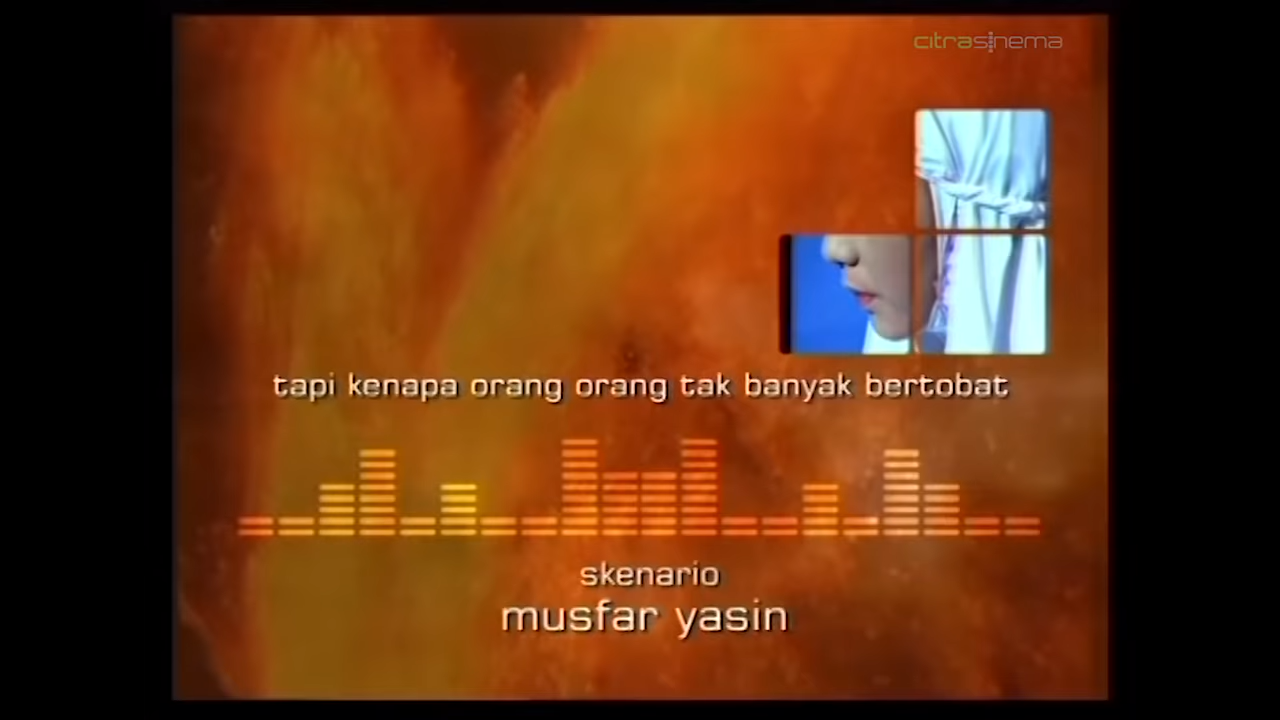 citrasinema
tapi kenapa orang orang tak banyak bertobat
skenario
musfar yasin